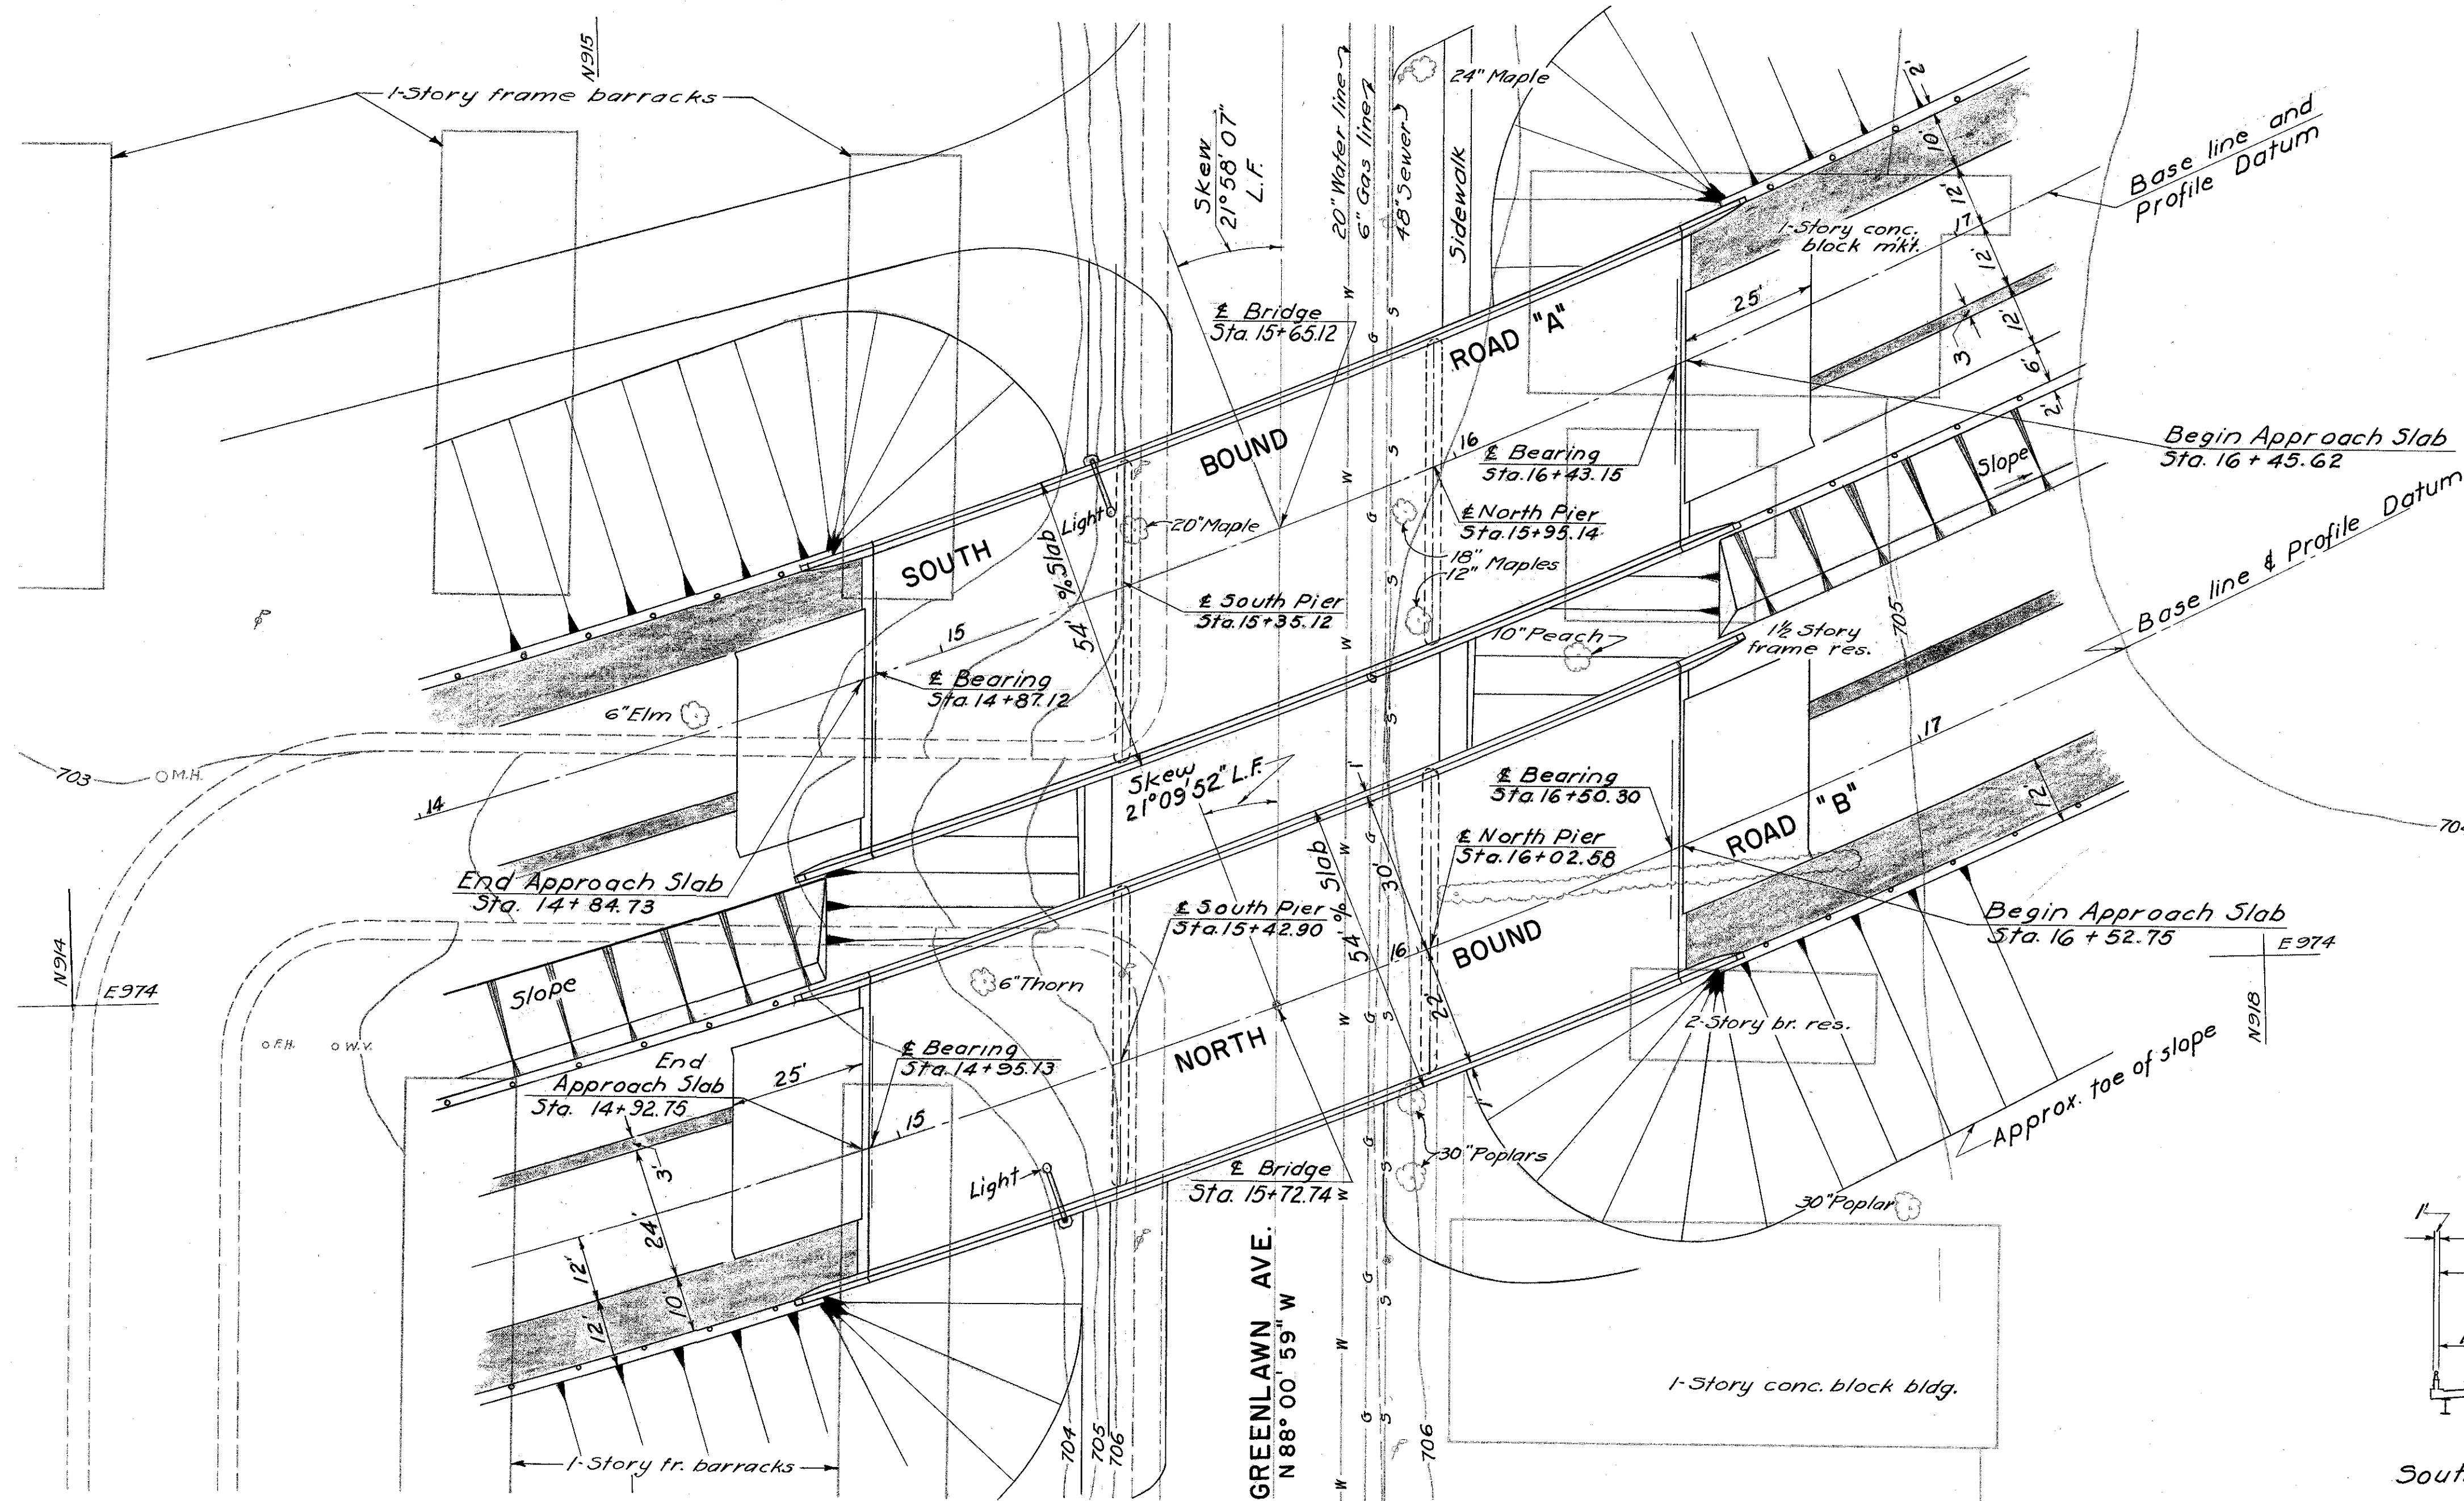 N915
1-Story frame barracks
Skew
21° 58' 07"
L.F.
20" Water line
6" Gas line
48" Sewer
Sidewalk
24" Maple
2'
10'
12'
12'
12'
6'
2'
3
17
Base line and
Profile Datum
1-Story conc.
block mkt.
25'
℄ Bridge
Sta. 15+65.12
ROAD "A"
BOUND
SOUTH
16
℄ Bearing
Sta. 16+43.15
Begin Approach Slab
Sta. 16 + 45.62
℄ North Pier
Sta. 15+95.14
18"
12" Maples
Slope
Light
20" Maple
54' % Slab
℄ South Pier
Sta. 15+35.12
10" Peach
1½ Story
frame res.
705
Base line & Profile Datum
15
℄ Bearing
Sta. 14+87.12
6" Elm
703
M.H.
14
Skew
21° 09' 52" L.F.
1'
℄ Bearing
Sta. 16+50.30
17
ROAD "B"
12'
℄ North Pier
Sta. 16+02.58
End Approach Slab
Sta. 14+ 84.73
54' % Slab
30'
22'
1'
℄ South Pier
Sta. 15+42.90
16
BOUND
NORTH
Begin Approach Slab
Sta. 16 + 52.75
E 974
N918
N914
E974
Slope
6" Thorn
F.H.
W.V.
℄ Bearing
Sta. 14+95.13
End
Approach Slab
Sta. 14+92.75
25'
15
2-Story br. res.
Approx. toe of slope
Light
℄ Bridge
Sta. 15+72.74
30" Poplars
30" Poplar
3'
24'
12'
12'
10'
GREENLAWN AVE.
N 88° 00' 59" W
1-Story conc. block bldg.
1-Story fr. barracks
704
705
706
706
1'
W
G
S